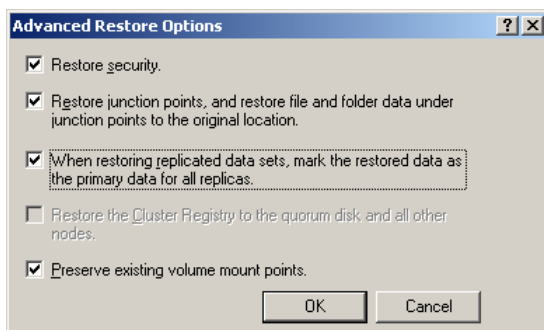 Advanced Restore Options
Restore security.
Restore junction points, and restore file and folder data under
junction points to the original location.
When restoring replicated data sets, mark the restored data as
the primary data for all replicas.
Restore the Cluster Registry to the quorum disk and all other
nodes.
Preserve existing volume mount points.
OK Cancel